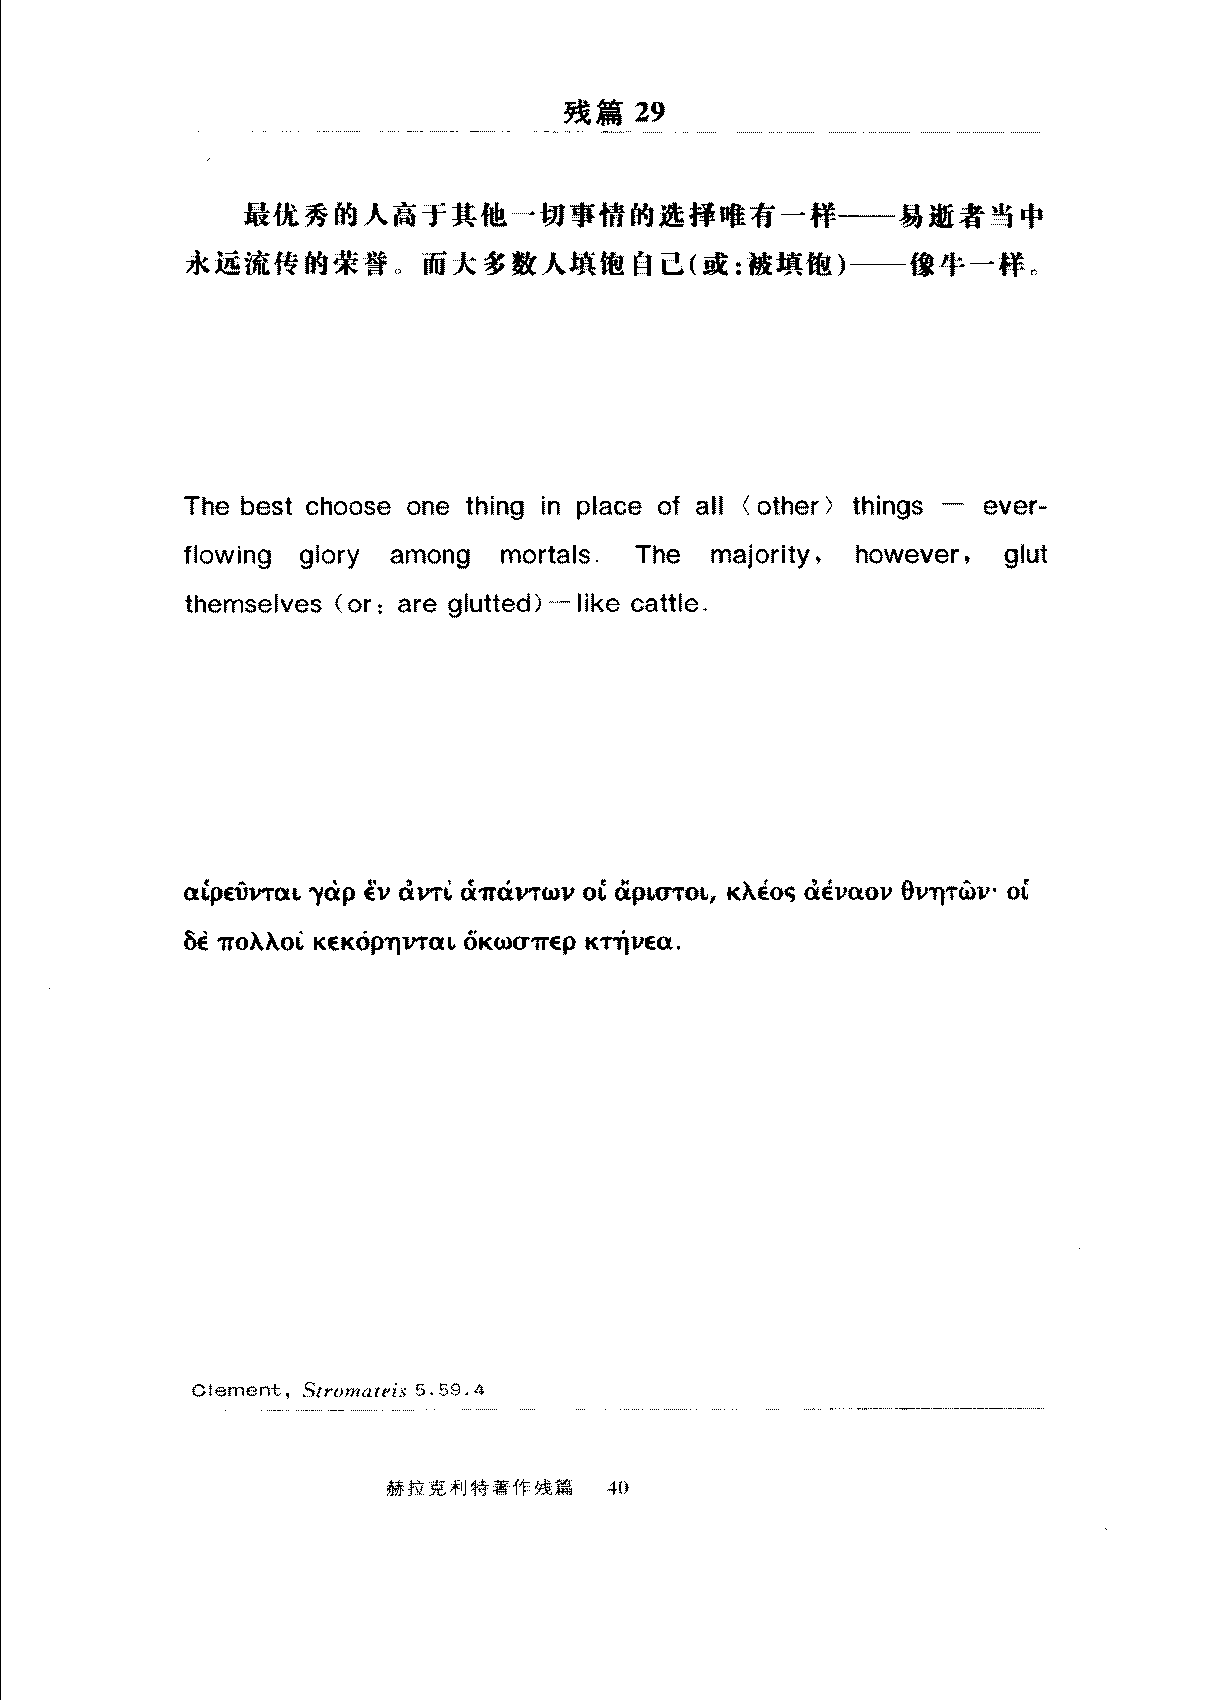 残篇 29
最优秀的人高于其他一切事情的选择唯有一样——易逝者当中
永远流传的荣誉。而大多数人填饱自己(或:被填饱)——像牛一样。
The best choose one thing in place of all 〈other〉 things — ever-
flowing glory among mortals. The majority, however, glut
themselves (or: are glutted)—like cattle.
αἱρεῦνται γὰρ ἓν ἀντὶ ἁπάντων οἱ ἄριστοι, κλέος ἀέναον θνητῶν· οἱ
δὲ πολλοὶ κεκόρηνται ὅκωσπερ κτήνεα.
Clement, Stromateis 5.59.4
赫拉克利特著作残篇 40